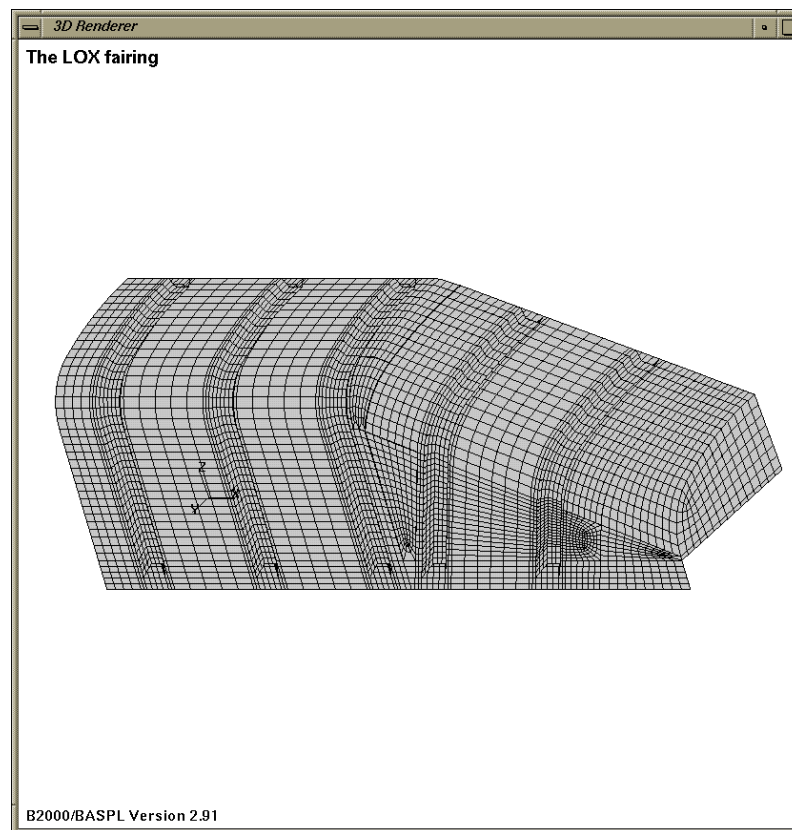 3D Renderer
The LOX fairing
Z
X
Y
B2000/BASPL Version 2.91